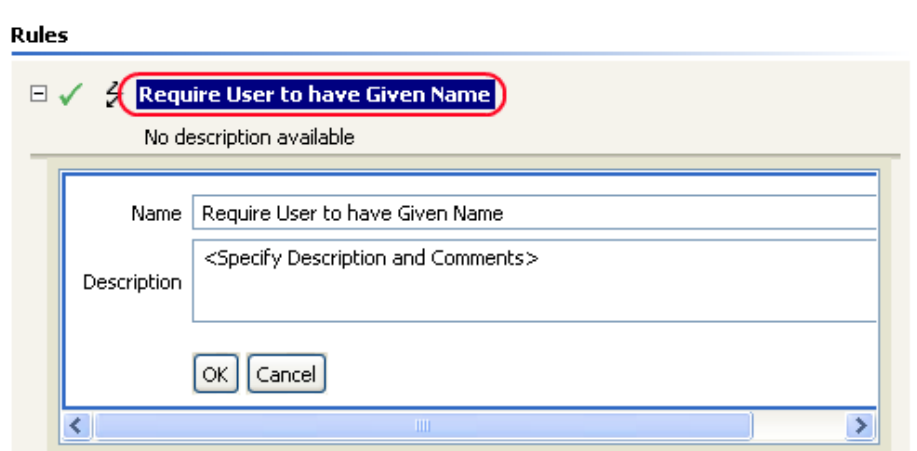 Rules
Require User to have Given Name
No description available
Name Require User to have Given Name
<Specify Description and Comments>
Description
OK Cancel